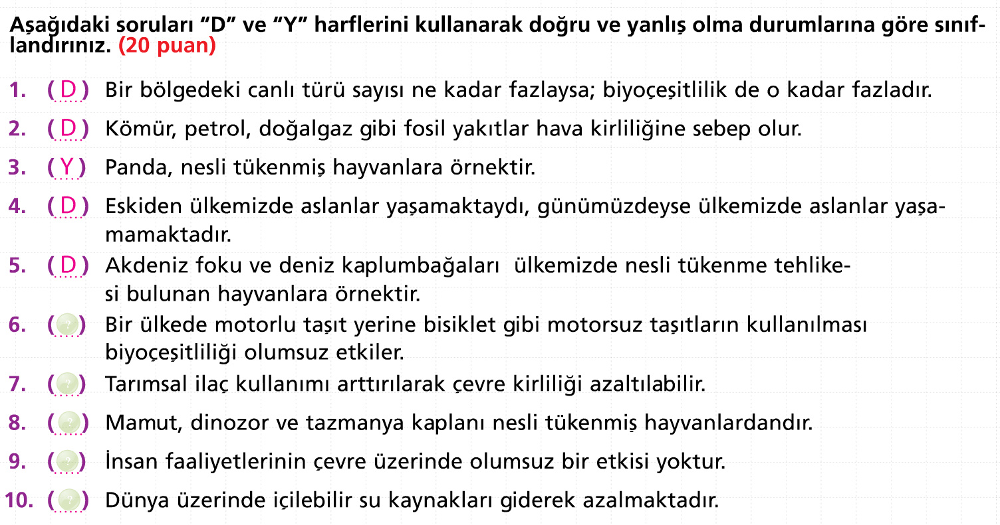 Aşağıdaki soruları “D” ve “Y” harflerini kullanarak doğru ve yanlış olma durumlarına göre sınıf-
landırınız. (20 puan)
1. (D) Bir bölgedeki canlı türü sayısı ne kadar fazlaysa; biyoçeşitlilik de o kadar fazladır.
2. (D) Kömür, petrol, doğalgaz gibi fosil yakıtlar hava kirliliğine sebep olur.
3. (Y) Panda, nesli tükenmiş hayvanlara örnektir.
4. (D) Eskiden ülkemizde aslanlar yaşamaktaydı, günümüzdeyse ülkemizde aslanlar yaşa-
mamaktadır.
5. (D) Akdeniz foku ve deniz kaplumbağaları ülkemizde nesli tükenme tehlike-
si bulunan hayvanlara örnektir.
6. (?) Bir ülkede motorlu taşıt yerine bisiklet gibi motorsuz taşıtların kullanılması
biyoçeşitliliği olumsuz etkiler.
7. (?) Tarımsal ilaç kullanımı arttırılarak çevre kirliliği azaltılabilir.
8. (?) Mamut, dinozor ve tazmanya kaplanı nesli tükenmiş hayvanlardandır.
9. (?) İnsan faaliyetlerinin çevre üzerinde olumsuz bir etkisi yoktur.
10. (?) Dünya üzerinde içilebilir su kaynakları giderek azalmaktadır.